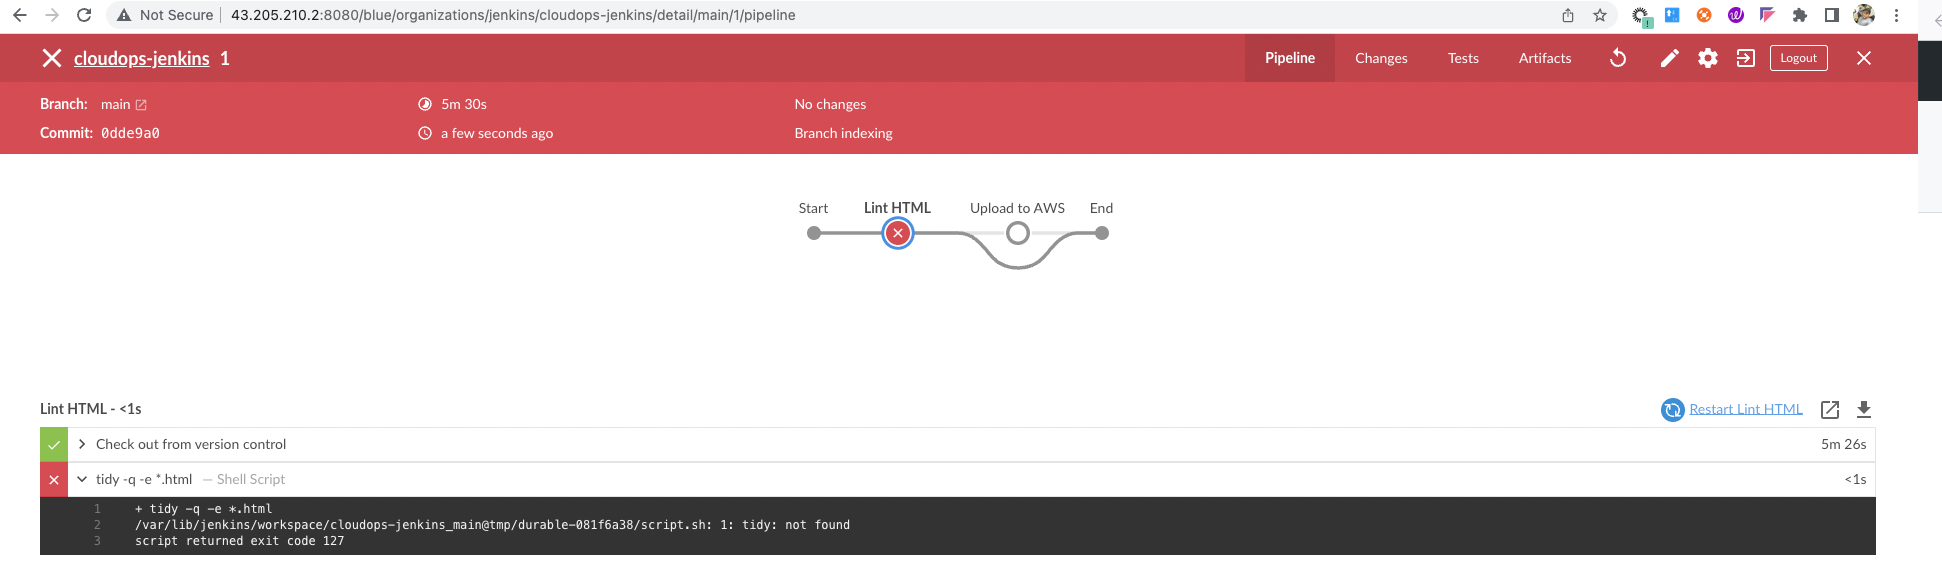 Not Secure 43.205.210.2:8080/blue/organizations/jenkins/cloudops-jenkins/detail/main/1/pipeline
cloudops-jenkins 1 Pipeline Changes Tests Artifacts Logout
Branch: main 5m 30s No changes
Commit: 0dde9a0 a few seconds ago Branch indexing
Start Lint HTML Upload to AWS End
Lint HTML - <1s Restart Lint HTML
Check out from version control 5m 26s
tidy -q -e *.html — Shell Script <1s
1 + tidy -q -e *.html
2 /var/lib/jenkins/workspace/cloudops-jenkins_main@tmp/durable-081f6a38/script.sh: 1: tidy: not found
3 script returned exit code 127